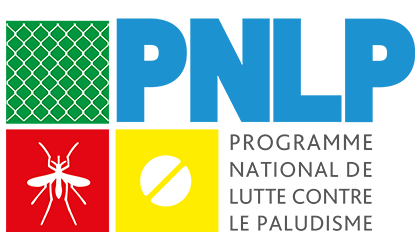 PNLP
PROGRAMME
NATIONAL DE
LUTTE CONTRE
LE PALUDISME